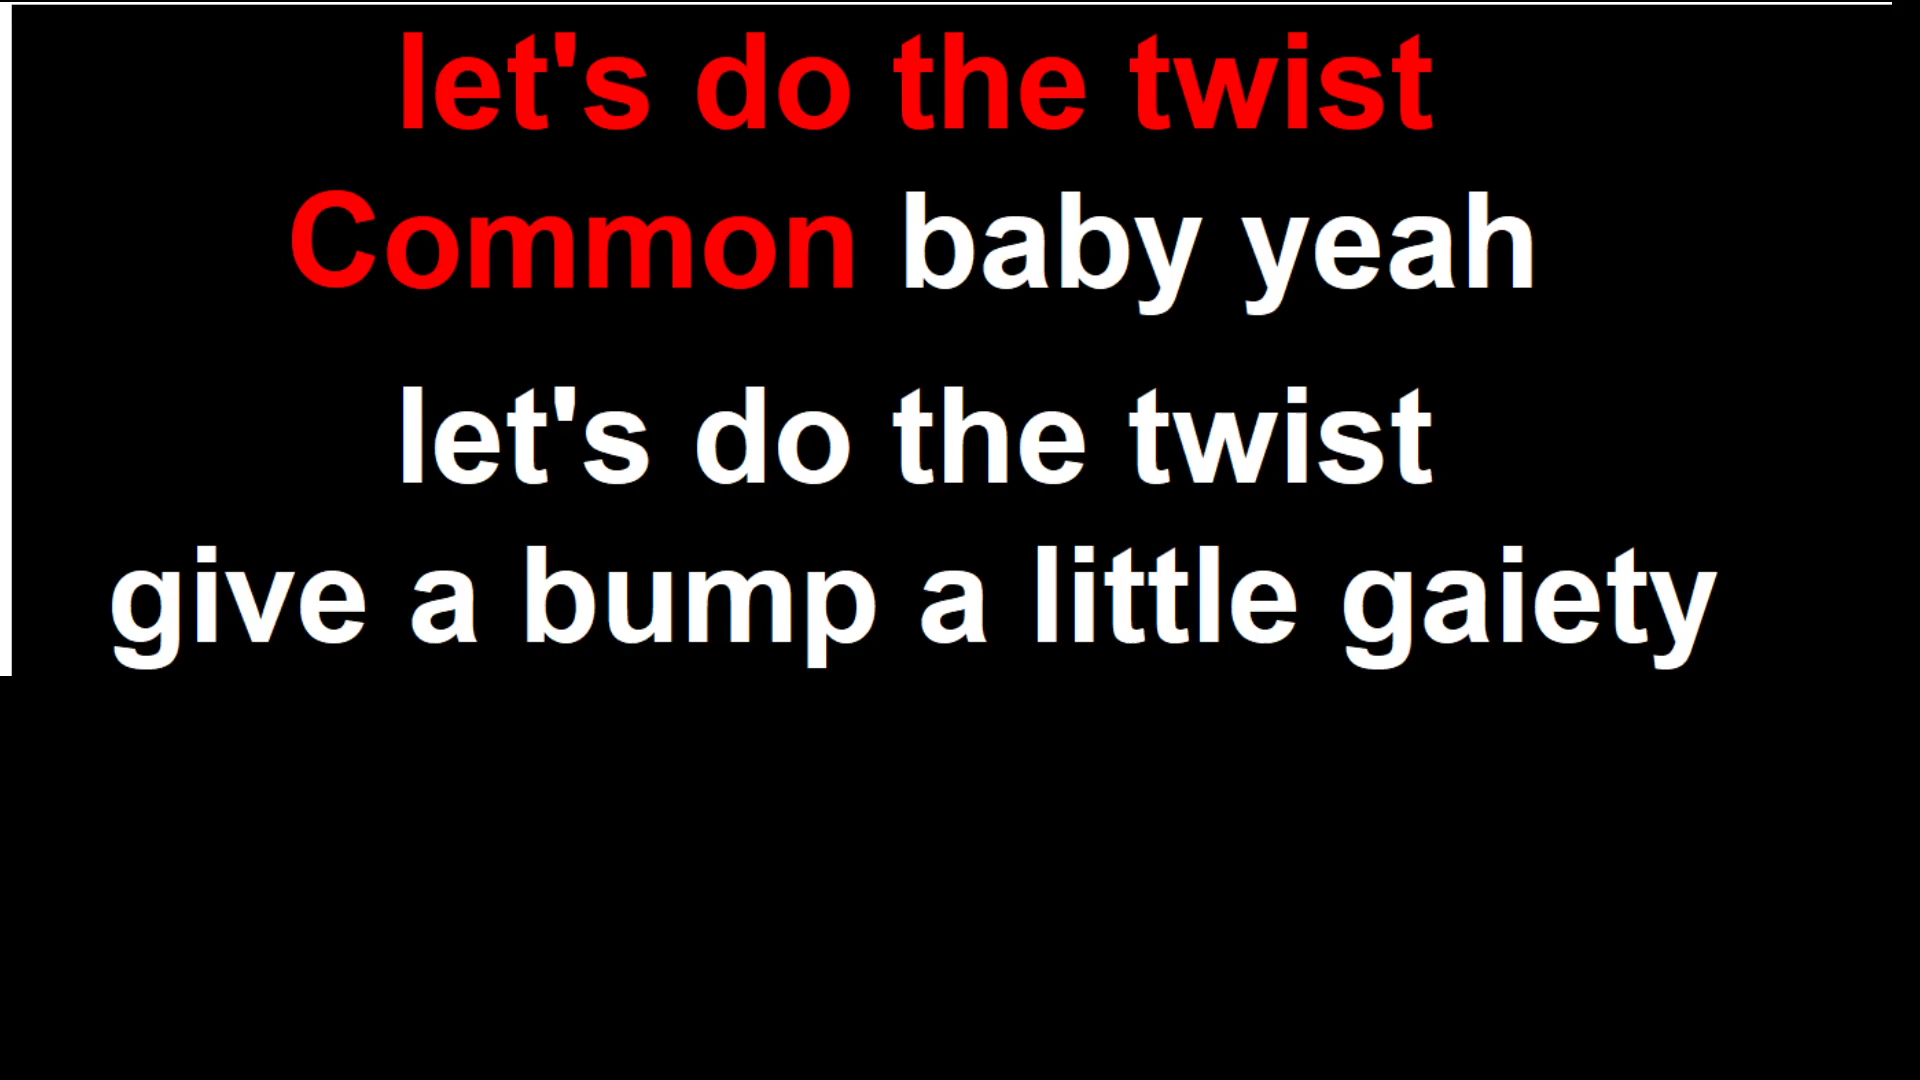 let's do the twist
Common baby yeah
let's do the twist
give a bump a little gaiety